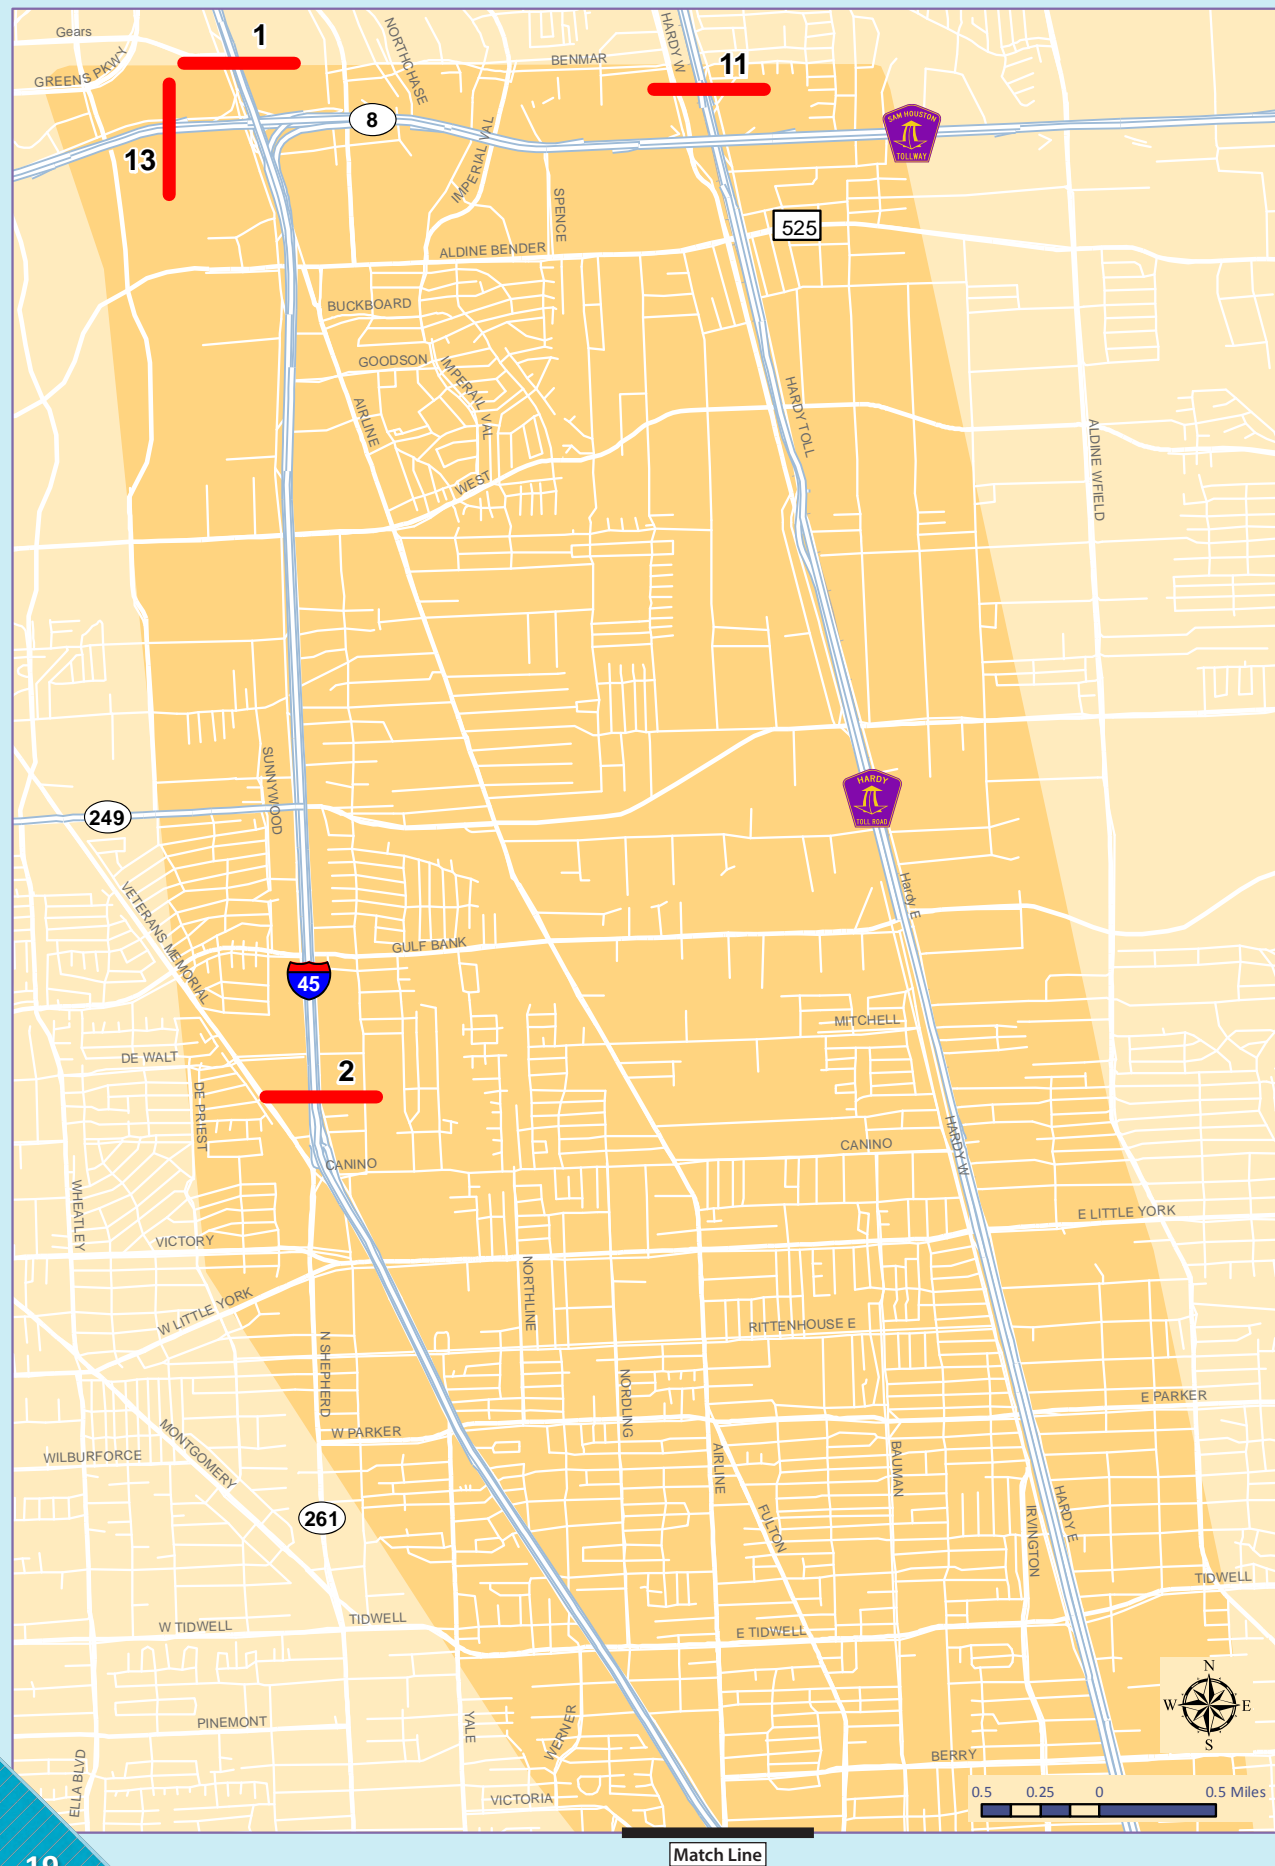 Gears
GREENS PKWY
1
NORTHCHASE
BENMAR
HARDY W
11
13
8
SAM HOUSTON
TOLLWAY
IMPERIAL VAL
SPENCE
525
ALDINE BENDER
BUCKBOARD
GOODSON
IMPERAIL VAL
AIRLINE
HARDY TOLL
WEST
ALDINE WFIELD
SUNNYWOOD
HARDY
TOLL ROAD
249
VETERANS MEMORIAL
Hardy E
GULF BANK
45
MITCHELL
DE WALT
2
DE PRIEST
CANINO
CANINO
HARDY W
WHEATLEY
E LITTLE YORK
VICTORY
NORTHLINE
W LITTLE YORK
RITTENHOUSE E
N SHEPHERD
NORDLING
E PARKER
W PARKER
MONTGOMERY
WILBURFORCE
AIRLINE
BAUMAN
HARDY E
261
FULTON
IRVINGTON
TIDWELL
W TIDWELL
TIDWELL
E TIDWELL
N
W E
S
PINEMONT
YALE
WERNER
BERRY
ELLA BLVD
VICTORIA
0.5 0.25 0 0.5 Miles
Match Line
19